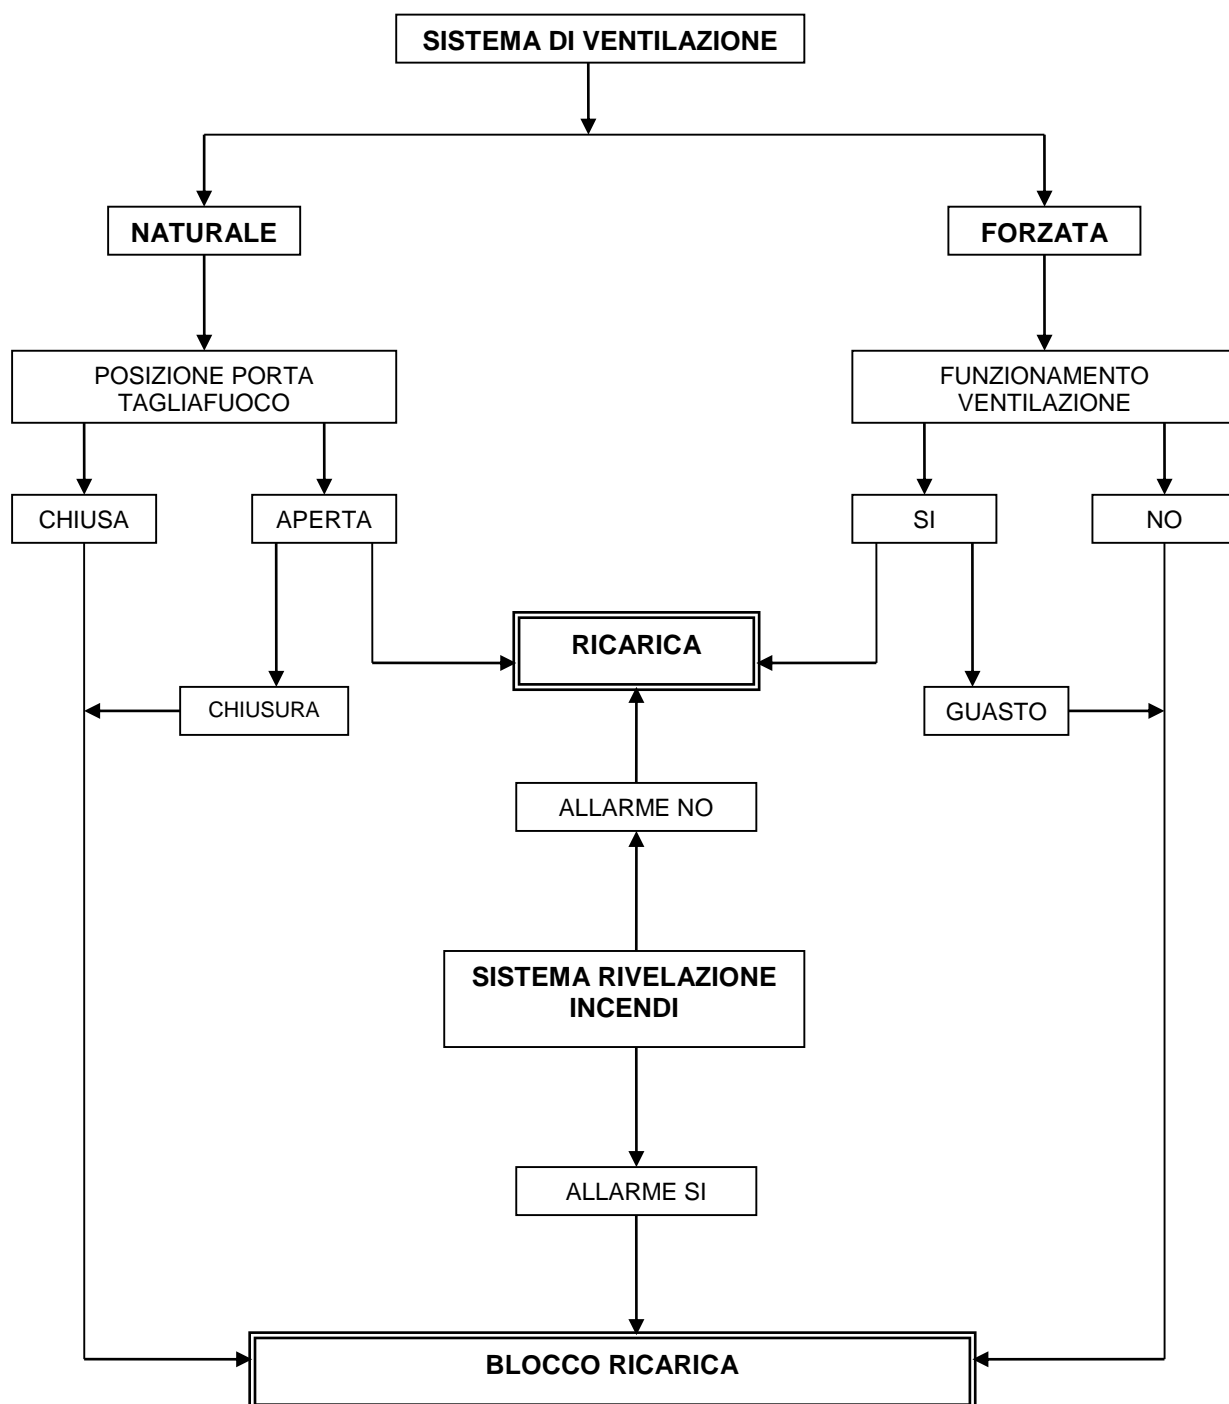 SISTEMA DI VENTILAZIONE
NATURALE
FORZATA
POSIZIONE PORTA
TAGLIAFUOCO
FUNZIONAMENTO
VENTILAZIONE
CHIUSA
APERTA
SI
NO
RICARICA
CHIUSURA
GUASTO
ALLARME NO
SISTEMA RIVELAZIONE
INCENDI
ALLARME SI
BLOCCO RICARICA